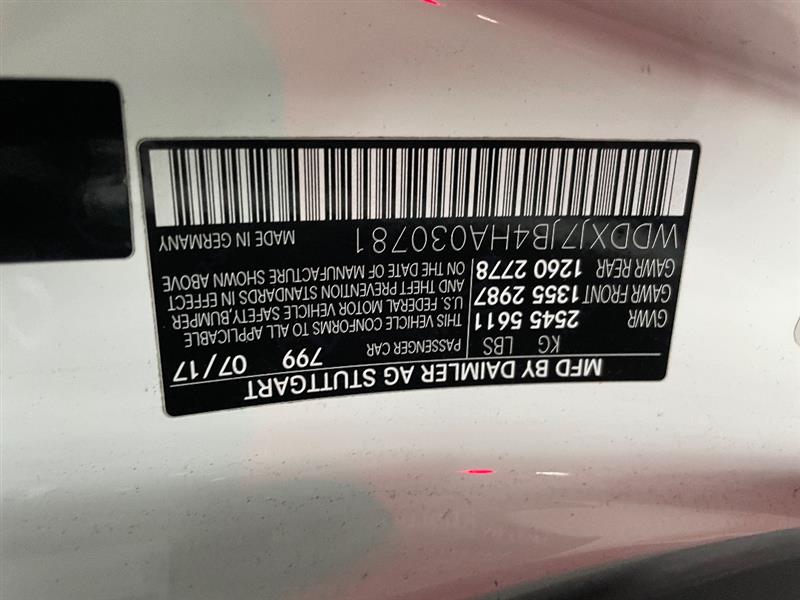 MFD BY DAIMLER AG STUTTGART
PASSENGER CAR 799 07/17
KG LBS
GWR 2545 5611
GAWR FRONT 1355 2987
GAWR REAR 1260 2778
THIS VEHICLE CONFORMS TO ALL APPLICABLE
U.S. FEDERAL MOTOR VEHICLE SAFETY,BUMPER
AND THEFT PREVENTION STANDARDS IN EFFECT
ON THE DATE OF MANUFACTURE SHOWN ABOVE
WDDXJ7JB4HA030781 MADE IN GERMANY